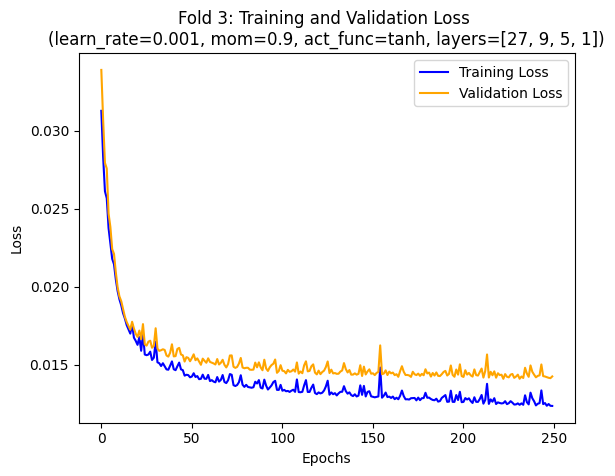 Fold 3: Training and Validation Loss
(learn_rate=0.001, mom=0.9, act_func=tanh, layers=[27, 9, 5, 1])
Training Loss
Validation Loss
0.030
0.025
0.020
0.015
Loss
0
50
100
150
200
250
Epochs